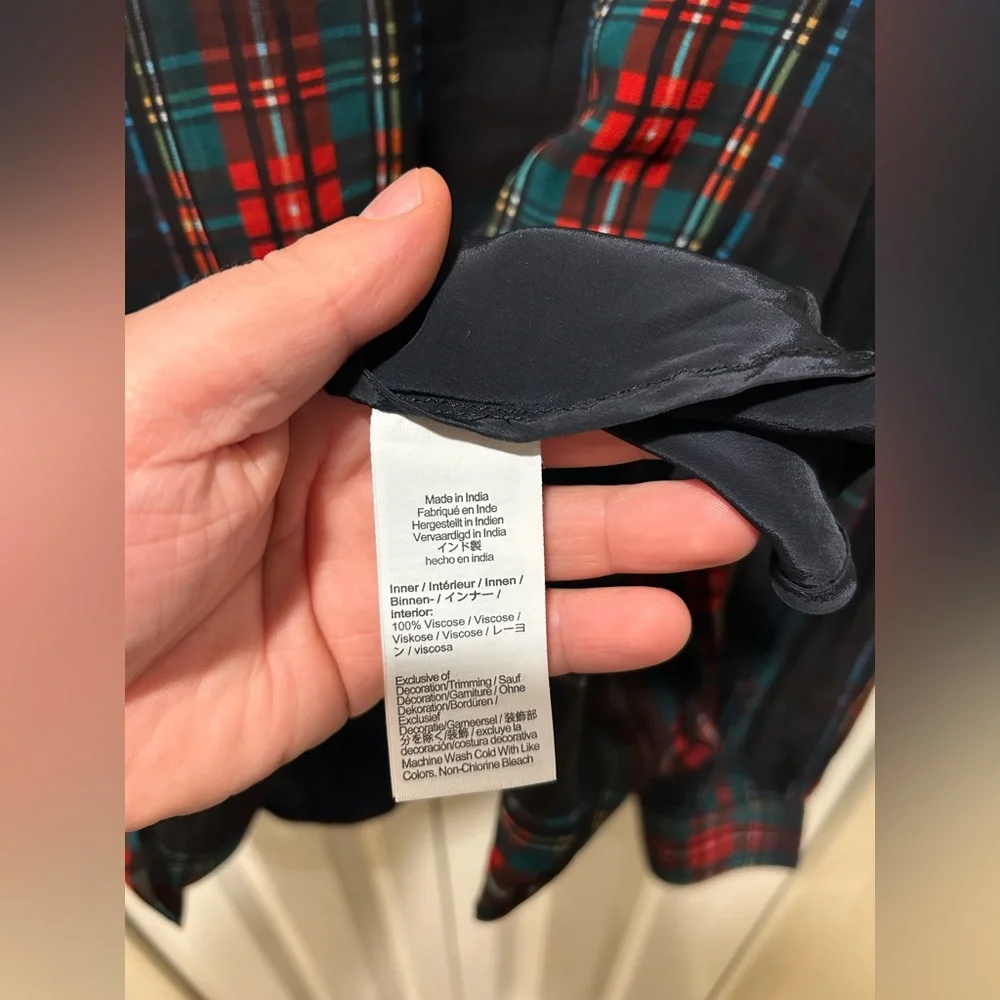 Made in India
Fabriqué en Inde
Hergestellt in Indien
Vervaardigd in India
インド製
hecho en india
Inner / Intérieur / Innen /
Binnen- / インナー /
Interior:
100% Viscose / Viscose /
Viskose / Viscose / レーヨ
ン / viscosa
Exclusive of
Decoration/Trimming / Sauf
Décoration/Garniture / Ohne
Dekoration/Bordüren /
Exclusief
Decoratie/Garneersel / 装飾部
分を除く/装飾 / excluye la
decoración/costura decorativa
Machine Wash Cold With Like
Colors. Non-Chlorine Bleach